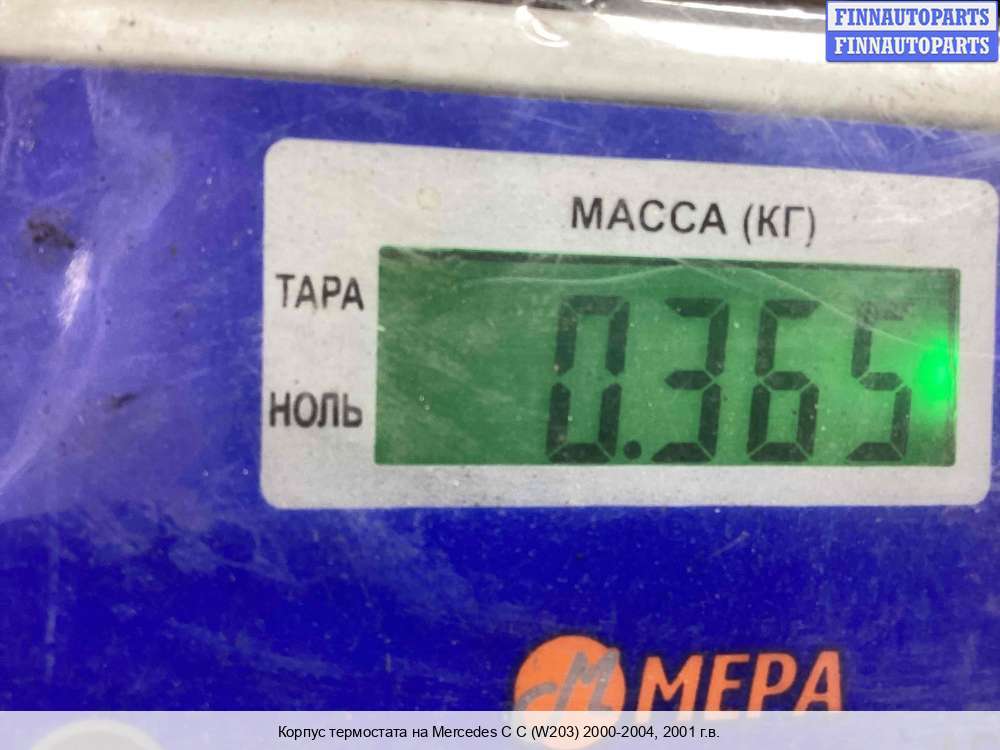 FINNAUTOPARTS
FINNAUTOPARTS
МАССА (КГ)
ТАРА
0.365
НОЛЬ
МЕРА
Корпус термостата на Mercedes C C (W203) 2000-2004, 2001 г.в.